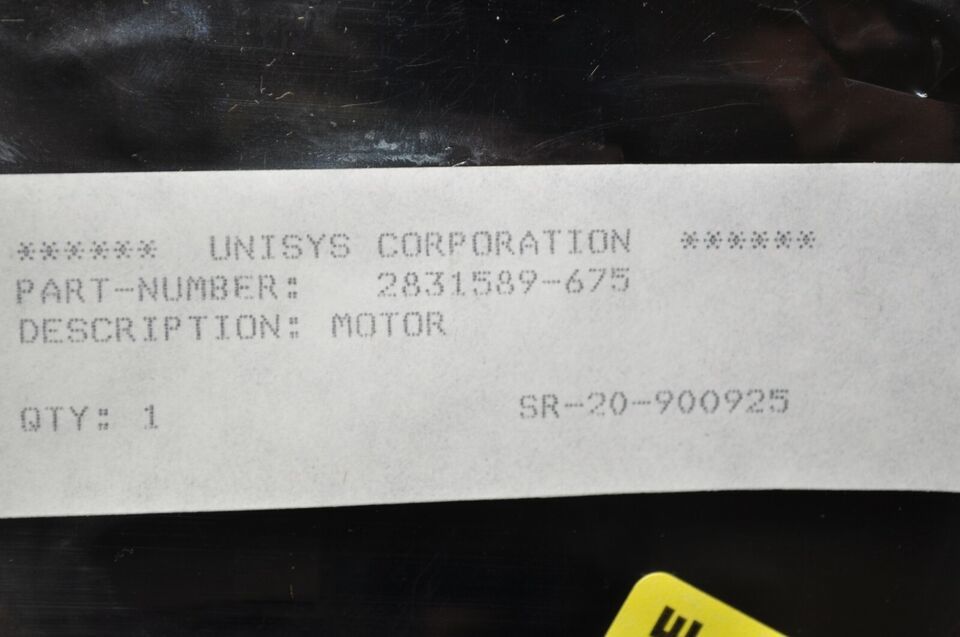 ****** UNISYS CORPORATION ******
PART-NUMBER: 2831589-675
DESCRIPTION: MOTOR
QTY: 1 SR-20-900925
E